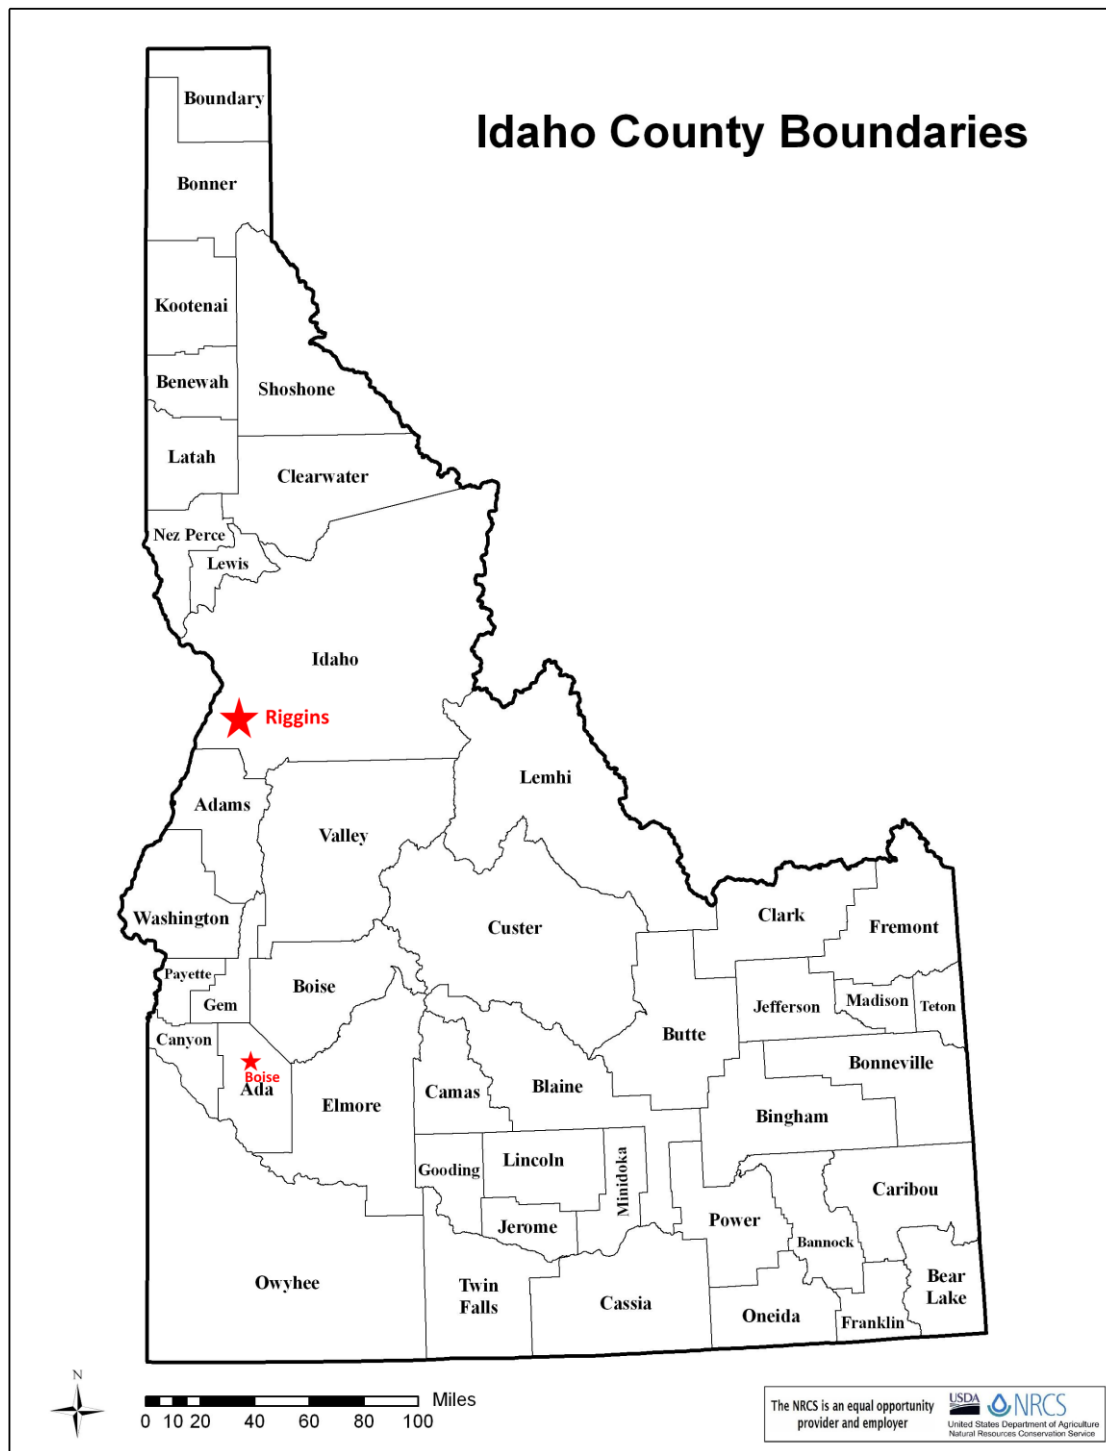 Idaho County Boundaries
Boundary
Bonner
Kootenai
Benewah
Shoshone
Latah
Clearwater
Nez Perce
Lewis
Idaho
Riggins
Lemhi
Adams
Valley
Washington
Custer
Clark
Fremont
Payette
Gem
Boise
Jefferson
Madison
Teton
Canyon
Butte
Boise
Ada
Elmore
Camas
Blaine
Bonneville
Bingham
Gooding
Lincoln
Minidoka
Caribou
Jerome
Power
Bannock
Owyhee
Twin
Falls
Cassia
Oneida
Franklin
Bear
Lake
N
Miles
0 10 20 40 60 80 100
The NRCS is an equal opportunity
provider and employer
USDA NRCS
United States Department of Agriculture
Natural Resources Conservation Service